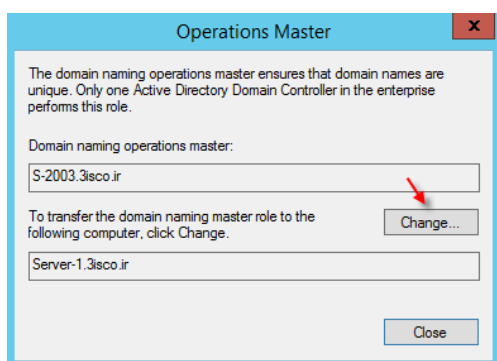 Operations Master
x
The domain naming operations master ensures that domain names are
unique. Only one Active Directory Domain Controller in the enterprise
performs this role.
Domain naming operations master:
S-2003.3isco.ir
To transfer the domain naming master role to the
following computer, click Change.
Change...
Server-1.3isco.ir
Close